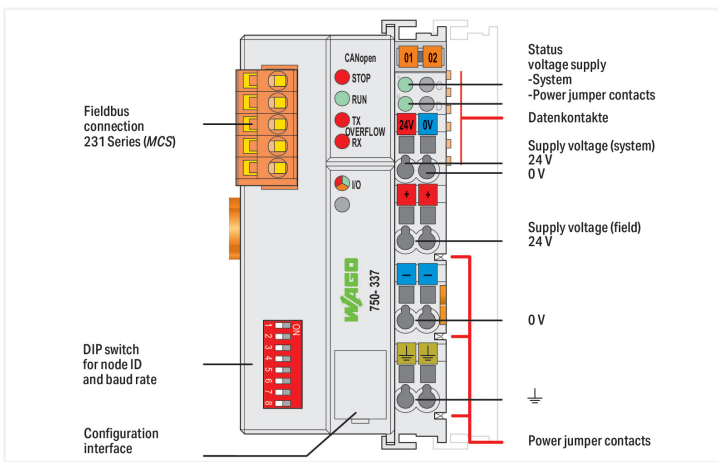 Fieldbus
connection
231 Series (MCS)
DIP switch
for node ID
and baud rate
Configuration
interface
CANopen
STOP
RUN
TX
OVERFLOW
RX
I/O
WAGO
750-337
ON
1
2
3
4
5
6
7
8
01 02
24V 0V
+ +
– –
Status
voltage supply
-System
-Power jumper contacts
Datenkontakte
Supply voltage (system)
24 V
0 V
Supply voltage (field)
24 V
0 V
Power jumper contacts